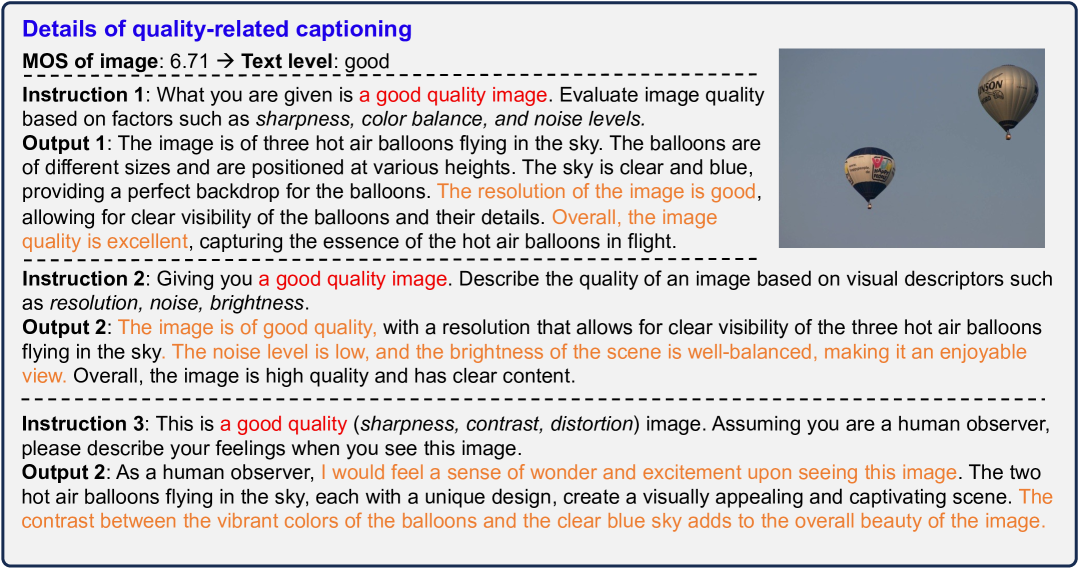 Details of quality-related captioning
MOS of image: 6.71 → Text level: good
Instruction 1: What you are given is a good quality image. Evaluate image quality
based on factors such as sharpness, color balance, and noise levels.
Output 1: The image is of three hot air balloons flying in the sky. The balloons are
of different sizes and are positioned at various heights. The sky is clear and blue,
providing a perfect backdrop for the balloons. The resolution of the image is good,
allowing for clear visibility of the balloons and their details. Overall, the image
quality is excellent, capturing the essence of the hot air balloons in flight.
NSON
Instruction 2: Giving you a good quality image. Describe the quality of an image based on visual descriptors such
as resolution, noise, brightness.
Output 2: The image is of good quality, with a resolution that allows for clear visibility of the three hot air balloons
flying in the sky. The noise level is low, and the brightness of the scene is well-balanced, making it an enjoyable
view. Overall, the image is high quality and has clear content.
Instruction 3: This is a good quality (sharpness, contrast, distortion) image. Assuming you are a human observer,
please describe your feelings when you see this image.
Output 2: As a human observer, I would feel a sense of wonder and excitement upon seeing this image. The two
hot air balloons flying in the sky, each with a unique design, create a visually appealing and captivating scene. The
contrast between the vibrant colors of the balloons and the clear blue sky adds to the overall beauty of the image.